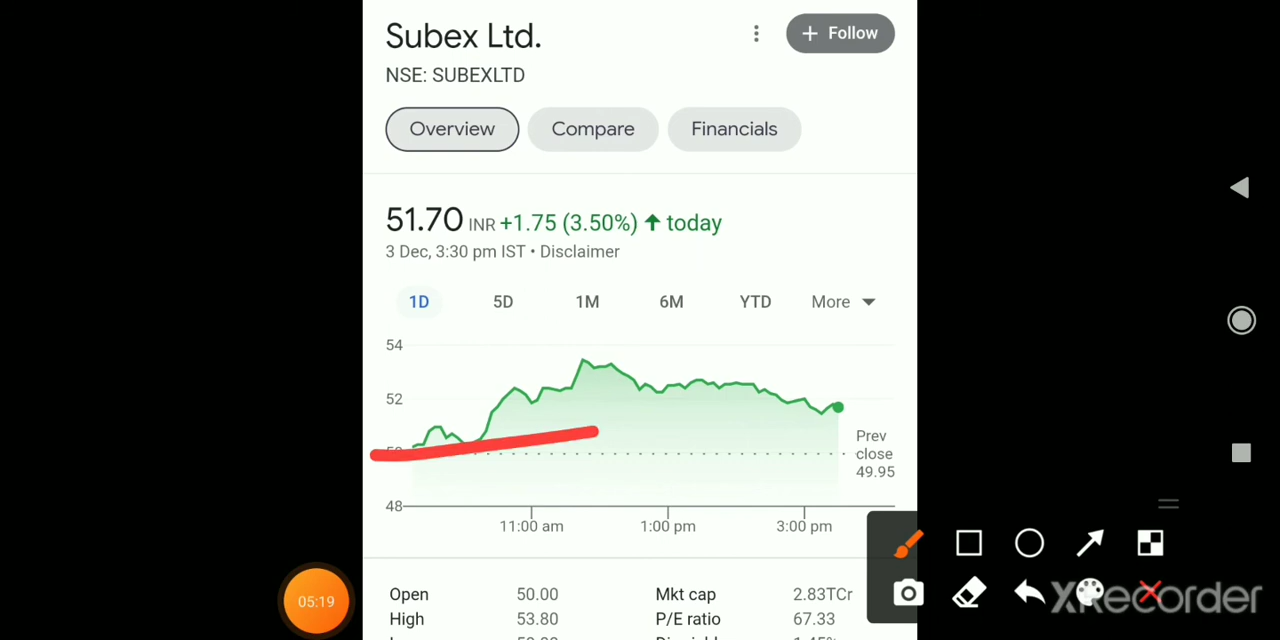 Subex Ltd.
+ Follow
NSE: SUBEXLTD
Overview
Compare
Financials
51.70 INR +1.75 (3.50%) ↑ today
3 Dec, 3:30 pm IST • Disclaimer
1D
5D
1M
6M
YTD
More
54
52
48
Prev
close
49.95
11:00 am
1:00 pm
3:00 pm
Open 50.00
Mkt cap 2.83TCr
High 53.80
P/E ratio 67.33
05:19
XRecorder